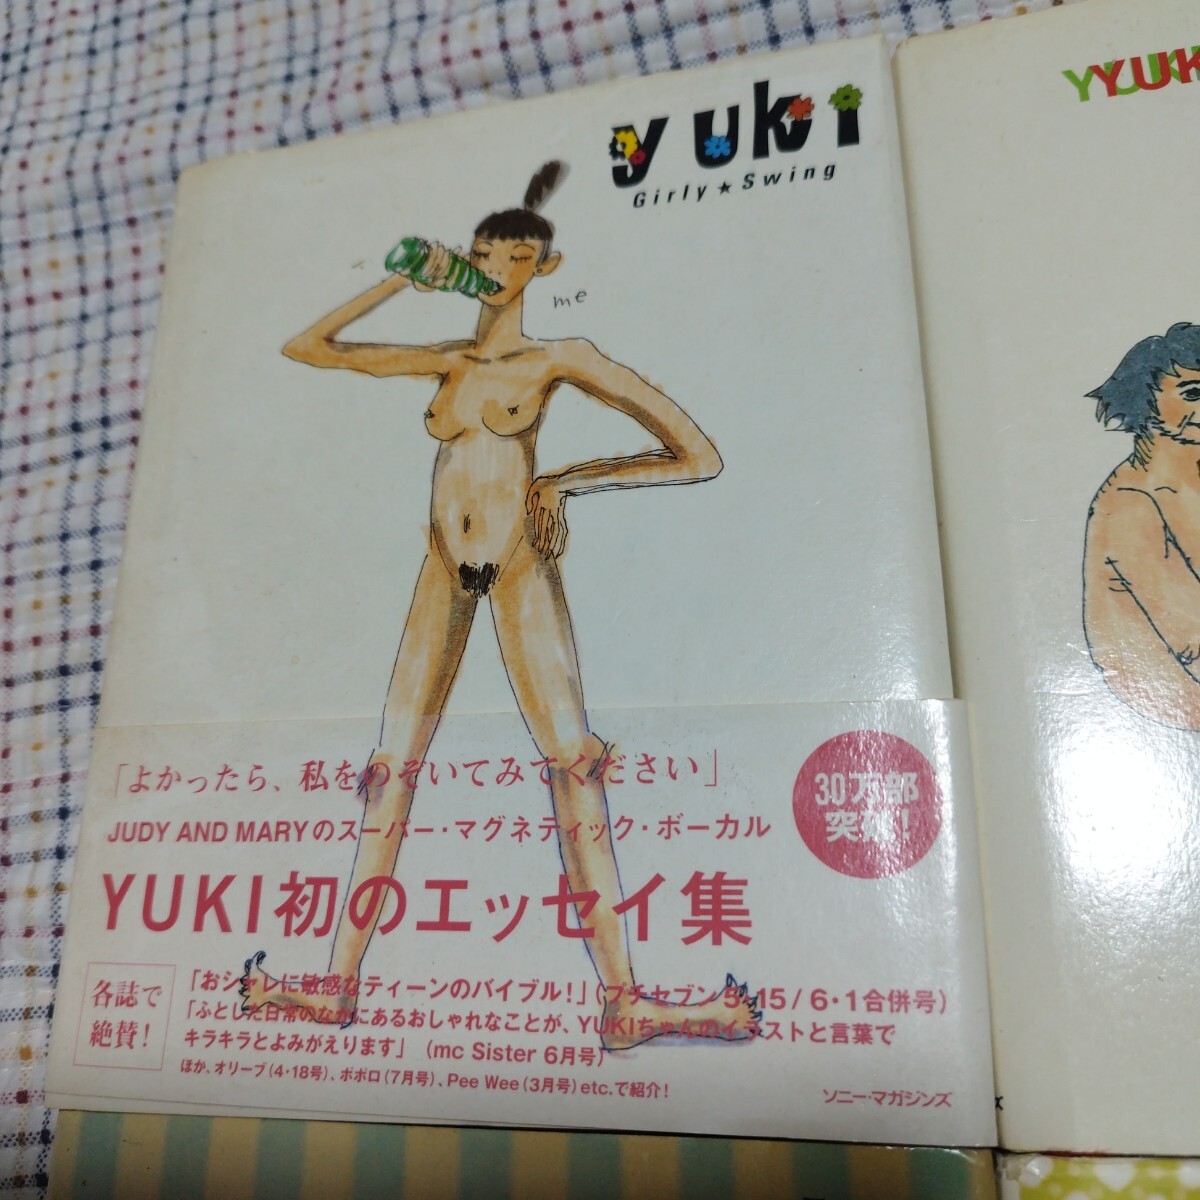 yuki
Girly★Swing
me
「よかったら、私をのぞいてみてください」
JUDY AND MARYのスーパー・マグネティック・ボーカル
YUKI初のエッセイ集
30万部
突破!
各誌で
絶賛!
「おシャレに敏感なティーンのバイブル!」(プチセブン5・15/6・1合併号)
「ふとした日常のなかにあるおしゃれなことが、YUKIちゃんのイラストと言葉で
キラキラとよみがえります」 (mc Sister 6月号)
ほか、オリーブ(4・18号)、ポポロ(7月号)、Pee Wee(3月号)etc.で紹介!
ソニー・マガジンズ